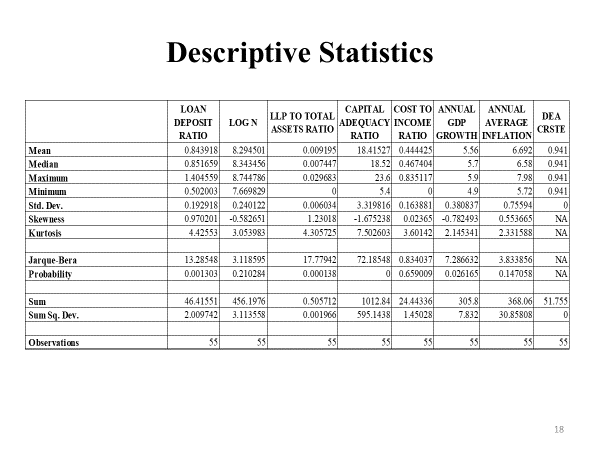 Descriptive Statistics
LOAN DEPOSIT RATIO LOG N LLP TO TOTAL ASSETS RATIO CAPITAL ADEQUACY RATIO COST TO INCOME RATIO ANNUAL GDP GROWTH ANNUAL AVERAGE INFLATION DEA CRSTE
Mean 0.843918 8.294501 0.009195 18.41527 0.444425 5.56 6.692 0.941
Median 0.851659 8.343456 0.007447 18.52 0.467404 5.7 6.58 0.941
Maximum 1.404559 8.744786 0.029683 23.6 0.835117 5.9 7.98 0.941
Minimum 0.502003 7.669829 0 5.4 0 4.9 5.72 0.941
Std. Dev. 0.192918 0.240122 0.006034 3.319816 0.163881 0.380837 0.75594 0
Skewness 0.970201 -0.582651 1.23018 -1.675238 0.02365 -0.782493 0.553665 NA
Kurtosis 4.42553 3.053983 4.305725 7.502603 3.60142 2.145341 2.331588 NA
Jarque-Bera 13.28548 3.118595 17.77942 72.18548 0.834037 7.286632 3.833856 NA
Probability 0.001303 0.210284 0.000138 0 0.659009 0.026165 0.147058 NA
Sum 46.41551 456.1976 0.505712 1012.84 24.44336 305.8 368.06 51.755
Sum Sq. Dev. 2.009742 3.113558 0.001966 595.1438 1.45028 7.832 30.85808 0
Observations 55 55 55 55 55 55 55 55
18